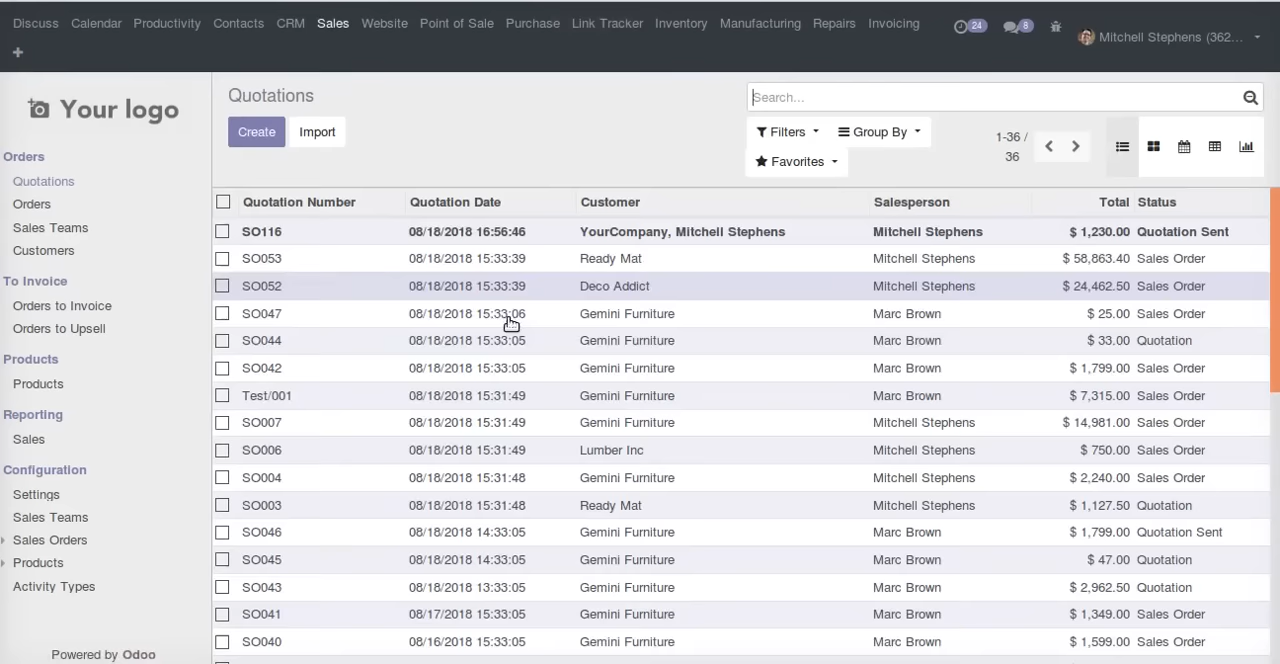 Discuss Calendar Productivity Contacts CRM Sales Website Point of Sale Purchase Link Tracker Inventory Manufacturing Repairs Invoicing 24 8 Mitchell Stephens (362...
+
Your logo
Quotations
Search...
Create Import
Filters Group By
Favorites
1-36 /
36
Orders
Quotations
Orders
Sales Teams
Customers
To Invoice
Orders to Invoice
Orders to Upsell
Products
Products
Reporting
Sales
Configuration
Settings
Sales Teams
Sales Orders
Products
Activity Types
Powered by Odoo
Quotation Number Quotation Date Customer Salesperson Total Status
SO116 08/18/2018 16:56:46 YourCompany, Mitchell Stephens Mitchell Stephens $ 1,230.00 Quotation Sent
SO053 08/18/2018 15:33:39 Ready Mat Mitchell Stephens $ 58,863.40 Sales Order
SO052 08/18/2018 15:33:39 Deco Addict Mitchell Stephens $ 24,462.50 Sales Order
SO047 08/18/2018 15:33:06 Gemini Furniture Marc Brown $ 25.00 Sales Order
SO044 08/18/2018 15:33:05 Gemini Furniture Marc Brown $ 33.00 Quotation
SO042 08/18/2018 15:33:05 Gemini Furniture Marc Brown $ 1,799.00 Sales Order
Test/001 08/18/2018 15:31:49 Gemini Furniture Marc Brown $ 7,315.00 Sales Order
SO007 08/18/2018 15:31:49 Gemini Furniture Mitchell Stephens $ 14,981.00 Sales Order
SO006 08/18/2018 15:31:49 Lumber Inc Mitchell Stephens $ 750.00 Sales Order
SO004 08/18/2018 15:31:48 Gemini Furniture Mitchell Stephens $ 2,240.00 Sales Order
SO003 08/18/2018 15:31:48 Ready Mat Mitchell Stephens $ 1,127.50 Quotation
SO046 08/18/2018 14:33:05 Gemini Furniture Marc Brown $ 1,799.00 Quotation Sent
SO045 08/18/2018 14:33:05 Gemini Furniture Marc Brown $ 47.00 Quotation
SO043 08/18/2018 13:33:05 Gemini Furniture Marc Brown $ 2,962.50 Quotation
SO041 08/17/2018 15:33:05 Gemini Furniture Marc Brown $ 1,349.00 Sales Order
SO040 08/16/2018 15:33:05 Gemini Furniture Marc Brown $ 1,599.00 Sales Order